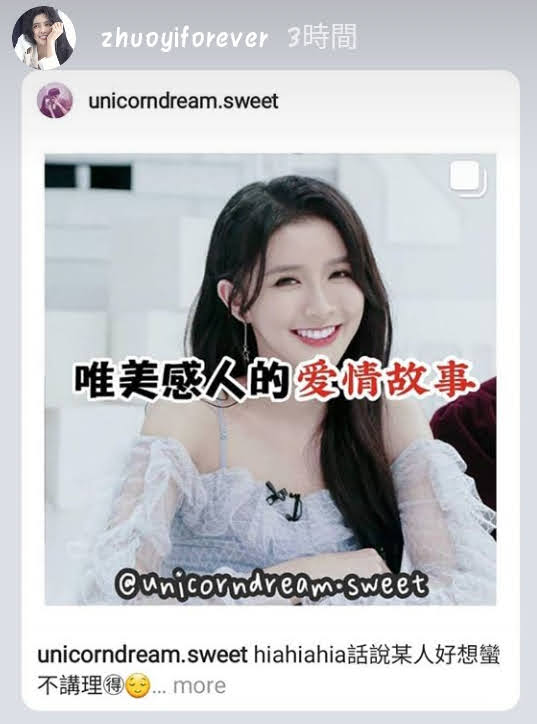 zhuoyiforever 3時間
unicorndream.sweet
唯美感人的爱情故事
@unicorndream.sweet
unicorndream.sweet hiahiahia話說某人好想蠻
不講理🉐😌... more